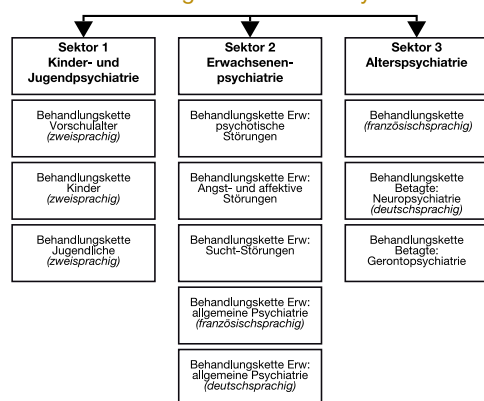 Sektor 1
Kinder- und
Jugendpsychiatrie
Behandlungskette
Vorschulalter
(zweisprachig)
Behandlungskette
Kinder
(zweisprachig)
Behandlungskette
Jugendliche
(zweisprachig)
Sektor 2
Erwachsenen-
psychiatrie
Behandlungskette Erw:
psychotische
Störungen
Behandlungskette Erw:
Angst- und affektive
Störungen
Behandlungskette Erw:
Sucht-Störungen
Behandlungskette Erw:
allgemeine Psychiatrie
(französischsprachig)
Behandlungskette Erw:
allgemeine Psychiatrie
(deutschsprachig)
Sektor 3
Alterspsychiatrie
Behandlungskette
(französischsprachig)
Behandlungskette
Betagte:
Neuropsychiatrie
(deutschsprachig)
Behandlungskette
Betagte:
Gerontopsychiatrie